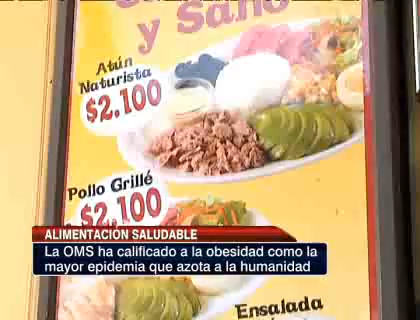 y Sano
Atún
Naturista
$2.100
Pollo Grillé
$2.100
ALIMENTACIÓN SALUDABLE
La OMS ha calificado a la obesidad como la
mayor epidemia que azota a la humanidad
Ensalada